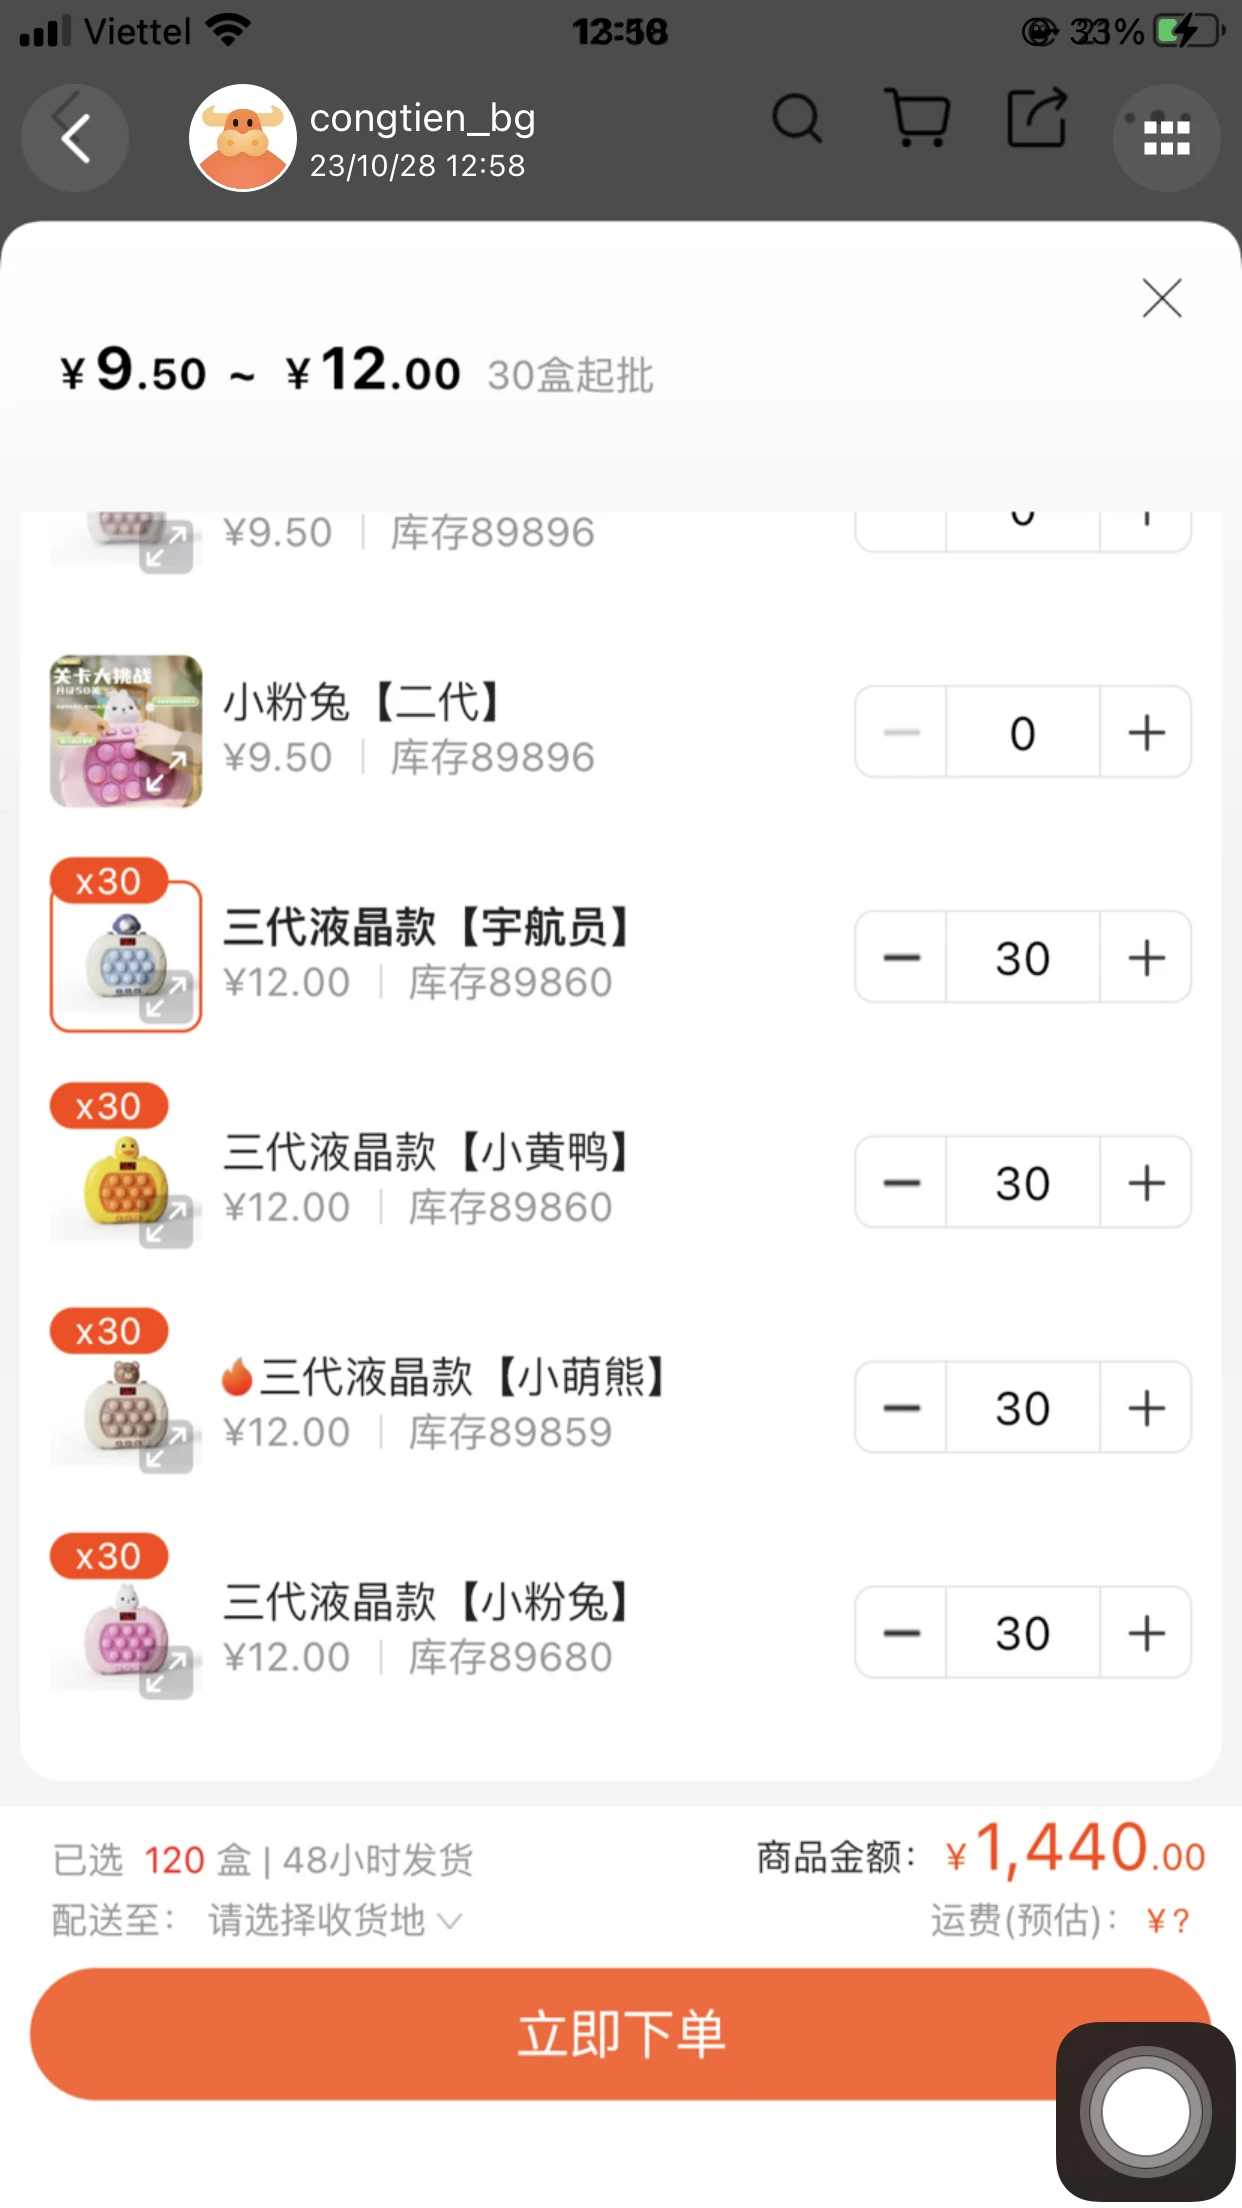 Viettel
congtien_bg
23/10/28 12:58
¥9.50 ~ ¥12.00 30盒起批
¥9.50 | 库存89896
0
关卡大挑战
升级50关
小粉兔【二代】
¥9.50 | 库存89896
0
x30
三代液晶款【宇航员】
¥12.00 | 库存89860
30
x30
三代液晶款【小黄鸭】
¥12.00 | 库存89860
30
x30
三代液晶款【小萌熊】
¥12.00 | 库存89859
30
x30
三代液晶款【小粉兔】
¥12.00 | 库存89680
30
已选 120 盒 | 48小时发货
商品金额: ¥1,440.00
配送至: 请选择收货地
运费(预估): ¥?
立即下单